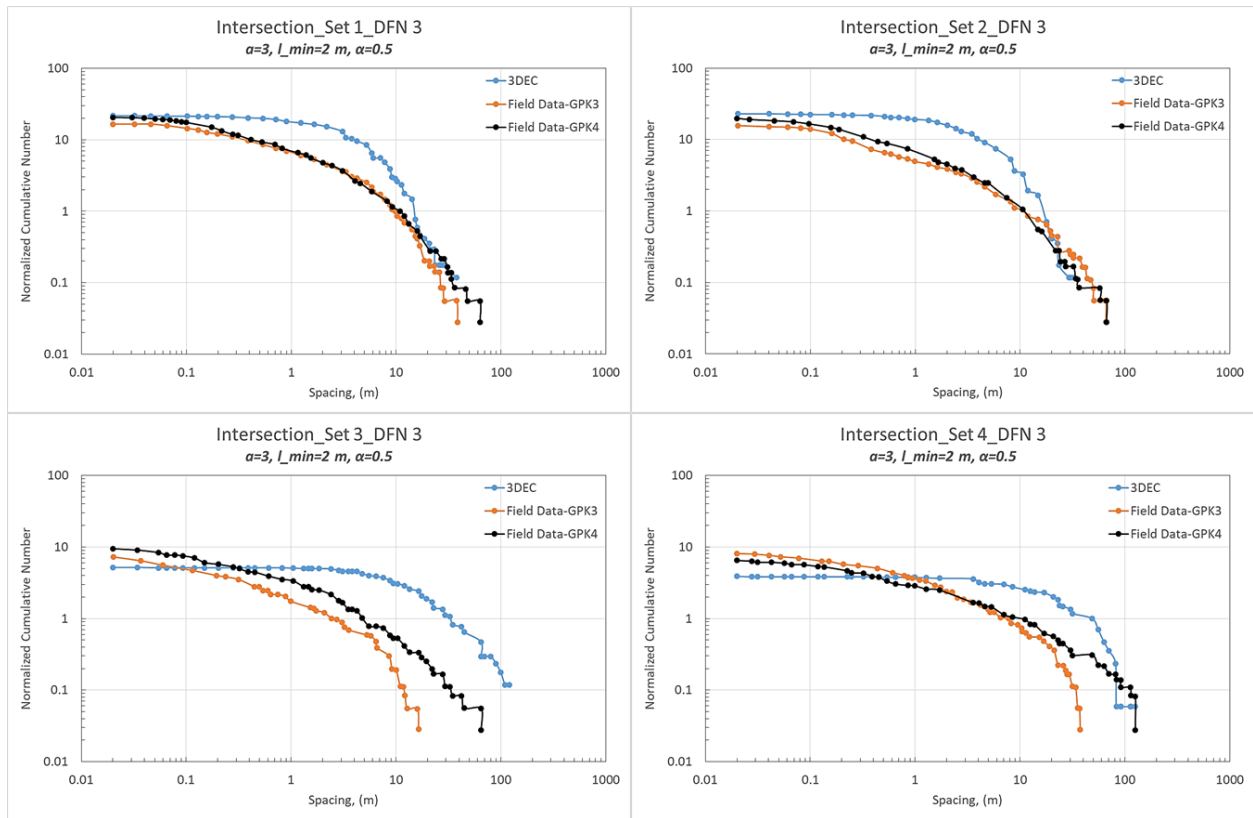 Intersection_Set 1_DFN 3
a=3, l_min=2 m, α=0.5
100
10
1
0.1
0.01
Normalized Cumulative Number
3DEC
Field Data-GPK3
Field Data-GPK4
0.01 0.1 1 10 100 1000
Spacing, (m)
Intersection_Set 2_DFN 3
a=3, l_min=2 m, α=0.5
100
10
1
0.1
0.01
Normalized Cumulative Number
3DEC
Field Data-GPK3
Field Data-GPK4
0.01 0.1 1 10 100 1000
Spacing, (m)
Intersection_Set 3_DFN 3
a=3, l_min=2 m, α=0.5
100
10
1
0.1
0.01
Normalized Cumulative Number
3DEC
Field Data-GPK3
Field Data-GPK4
0.01 0.1 1 10 100 1000
Spacing, (m)
Intersection_Set 4_DFN 3
a=3, l_min=2 m, α=0.5
100
10
1
0.1
0.01
Normalized Cumulative Number
3DEC
Field Data-GPK3
Field Data-GPK4
0.01 0.1 1 10 100 1000
Spacing, (m)